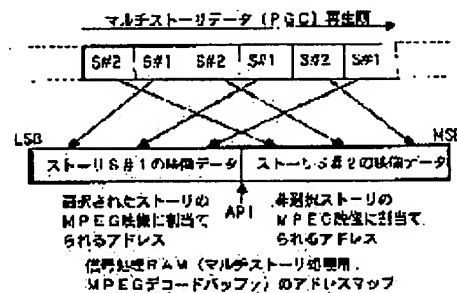 マルチストーリデータ(PGC)再生側
S#2 S#1 S#2 S#1 S#2 S#1
LSB MSB
ストーリS#1の映像データ ストーリS#2の映像データ
選択されたストーリの
MPEG映像に割当て
られるアドレス
API
非選択ストーリの
MPEG映像に割当て
られるアドレス
信号処理RAM(マルチストーリ処理用
MPEGデコードバッファ)のアドレスマップ